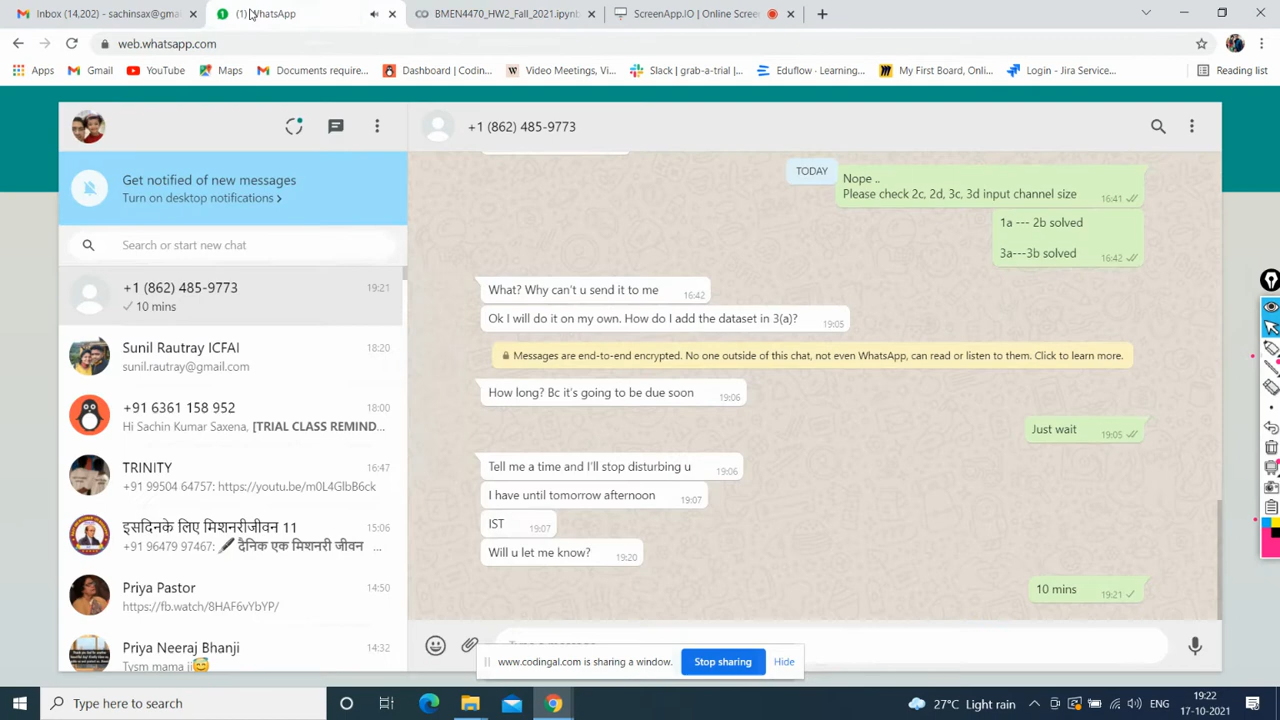 Inbox (14,202) - sachinsax@gmai
(1) WhatsApp
BMEN4470_HW2_Fall_2021.ipynb
ScreenApp.IO | Online Scree
web.whatsapp.com
Apps
Gmail
YouTube
Maps
Documents require...
Dashboard | Codin...
Video Meetings, Vi...
Slack | grab-a-trial |...
Eduflow - Learning...
My First Board, Onli...
Login - Jira Service...
Reading list
+1 (862) 485-9773
Get notified of new messages
Turn on desktop notifications >
Search or start new chat
+1 (862) 485-9773
19:21
10 mins
Sunil Rautray ICFAI
18:20
sunil.rautray@gmail.com
+91 6361 158 952
18:00
Hi Sachin Kumar Saxena, [TRIAL CLASS REMIND...
TRINITY
16:47
+91 99504 64757: https://youtu.be/m0L4GlbB6ck
इसदिनके लिए मिशनरीजीवन 11
15:06
+91 96479 97467: 🖋 दैनिक एक मिशनरी जीवन ...
Priya Pastor
14:50
https://fb.watch/8HAF6vYbYP/
Priya Neeraj Bhanji
14:32
Tysm mama ji😅
TODAY
Nope ..
Please check 2c, 2d, 3c, 3d input channel size
16:41
1a --- 2b solved
3a---3b solved
16:42
What? Why can't u send it to me
16:42
Ok I will do it on my own. How do I add the dataset in 3(a)?
19:05
Messages are end-to-end encrypted. No one outside of this chat, not even WhatsApp, can read or listen to them. Click to learn more.
How long? Bc it's going to be due soon
19:06
Just wait
19:05
Tell me a time and I'll stop disturbing u
19:06
I have until tomorrow afternoon
19:07
IST
19:07
Will u let me know?
19:20
10 mins
19:21
www.codingal.com is sharing a window.
Stop sharing
Hide
Type here to search
27°C Light rain
ENG
19:22
17-10-2021